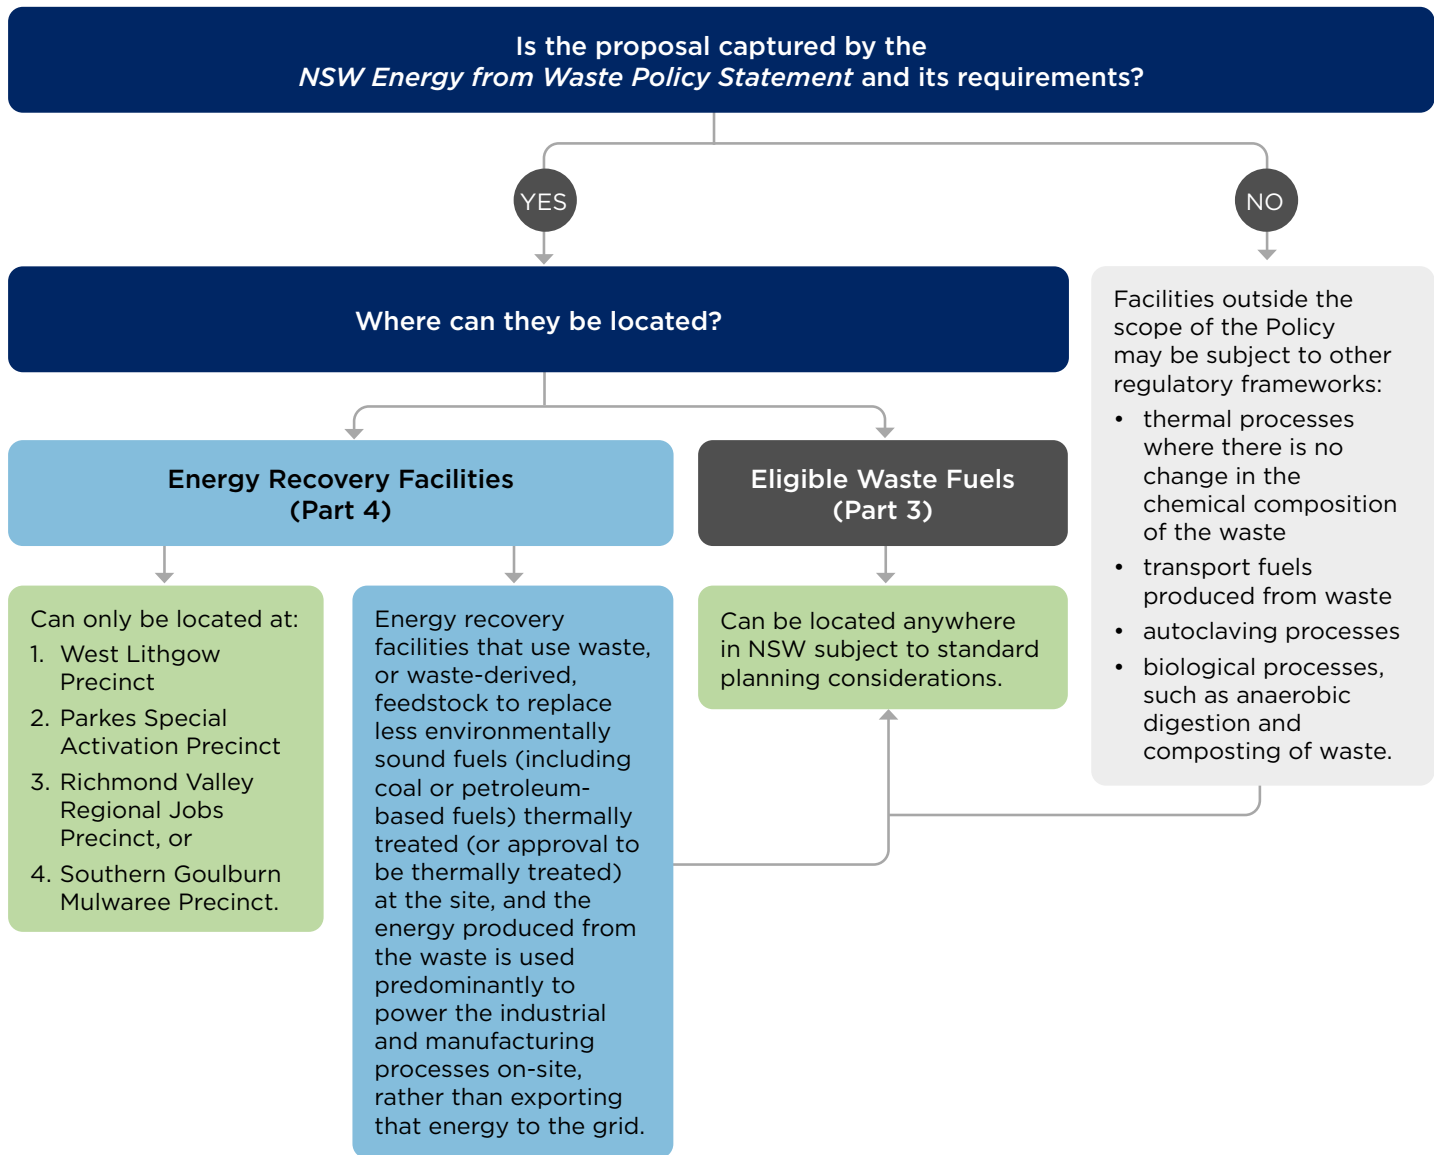 Is the proposal captured by the
NSW Energy from Waste Policy Statement and its requirements?
YES
NO
Where can they be located?
Energy Recovery Facilities
(Part 4)
Eligible Waste Fuels
(Part 3)
Can only be located at:
1. West Lithgow
Precinct
2. Parkes Special
Activation Precinct
3. Richmond Valley
Regional Jobs
Precinct, or
4. Southern Goulburn
Mulwaree Precinct.
Energy recovery
facilities that use waste,
or waste-derived,
feedstock to replace
less environmentally
sound fuels (including
coal or petroleum-
based fuels) thermally
treated (or approval to
be thermally treated)
at the site, and the
energy produced from
the waste is used
predominantly to
power the industrial
and manufacturing
processes on-site,
rather than exporting
that energy to the grid.
Can be located anywhere
in NSW subject to standard
planning considerations.
Facilities outside the
scope of the Policy
may be subject to other
regulatory frameworks:
• thermal processes
where there is no
change in the
chemical composition
of the waste
• transport fuels
produced from waste
• autoclaving processes
• biological processes,
such as anaerobic
digestion and
composting of waste.